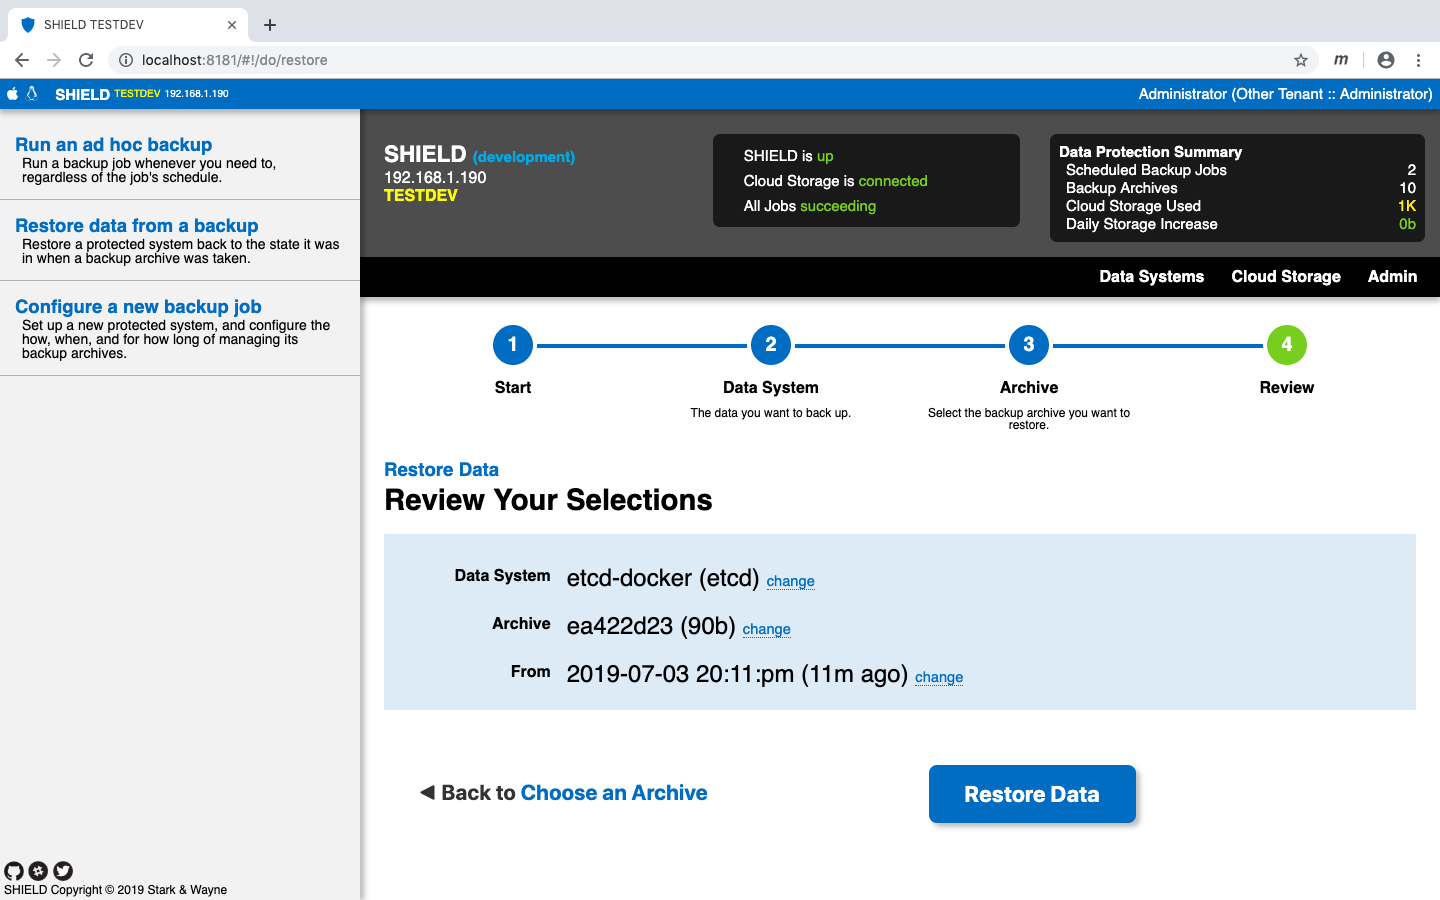 SHIELD TESTDEV
localhost:8181/#!/do/restore
m
SHIELD TESTDEV 192.168.1.190
Administrator (Other Tenant :: Administrator)
Run an ad hoc backup
Run a backup job whenever you need to,
regardless of the job's schedule.
Restore data from a backup
Restore a protected system back to the state it was
in when a backup archive was taken.
Configure a new backup job
Set up a new protected system, and configure the
how, when, and for how long of managing its
backup archives.
SHIELD (development)
192.168.1.190
TESTDEV
SHIELD is up
Cloud Storage is connected
All Jobs succeeding
Data Protection Summary
Scheduled Backup Jobs 2
Backup Archives 10
Cloud Storage Used 1K
Daily Storage Increase 0b
Data Systems Cloud Storage Admin
1 2 3 4
Start Data System Archive Review
The data you want to back up.
Select the backup archive you want to
restore.
Restore Data
Review Your Selections
Data System etcd-docker (etcd) change
Archive ea422d23 (90b) change
From 2019-07-03 20:11:pm (11m ago) change
◀ Back to Choose an Archive
Restore Data
SHIELD Copyright © 2019 Stark & Wayne